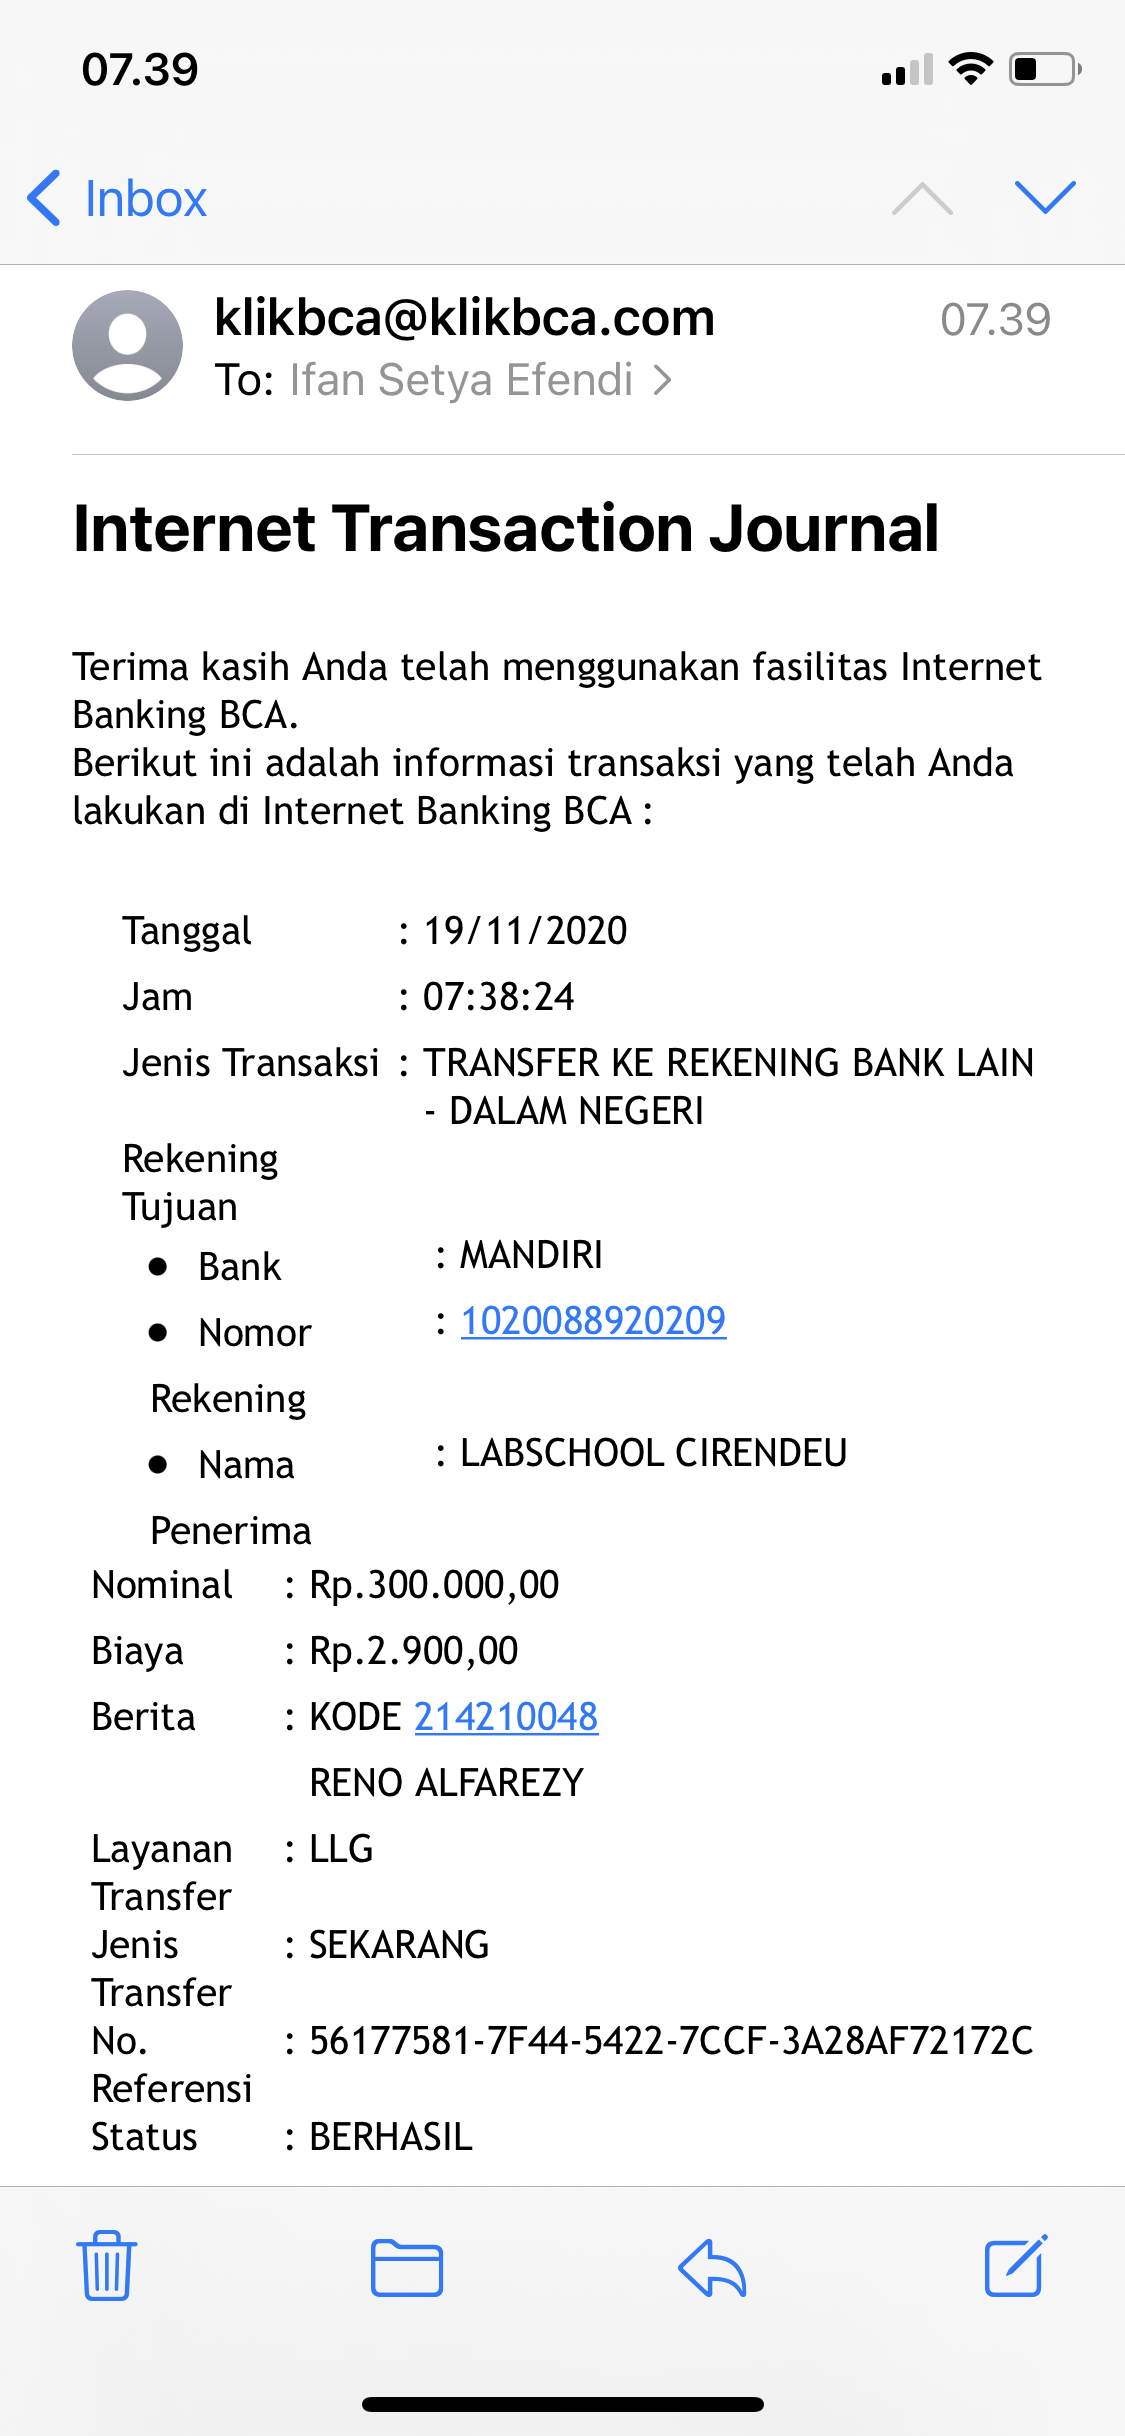 07.39
Inbox
klikbca@klikbca.com 07.39
To: Ifan Setya Efendi
Internet Transaction Journal
Terima kasih Anda telah menggunakan fasilitas Internet
Banking BCA.
Berikut ini adalah informasi transaksi yang telah Anda
lakukan di Internet Banking BCA :
Tanggal : 19/11/2020
Jam : 07:38:24
Jenis Transaksi : TRANSFER KE REKENING BANK LAIN
- DALAM NEGERI
Rekening
Tujuan
• Bank : MANDIRI
• Nomor : 1020088920209
Rekening
• Nama : LABSCHOOL CIRENDEU
Penerima
Nominal : Rp.300.000,00
Biaya : Rp.2.900,00
Berita : KODE 214210048
RENO ALFAREZY
Layanan : LLG
Transfer
Jenis : SEKARANG
Transfer
No. : 56177581-7F44-5422-7CCF-3A28AF72172C
Referensi
Status : BERHASIL